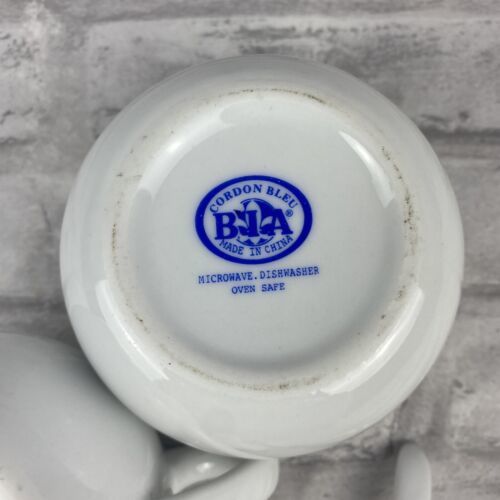 CORDON BLEU
BIA®
MADE IN CHINA
MICROWAVE.DISHWASHER
OVEN SAFE